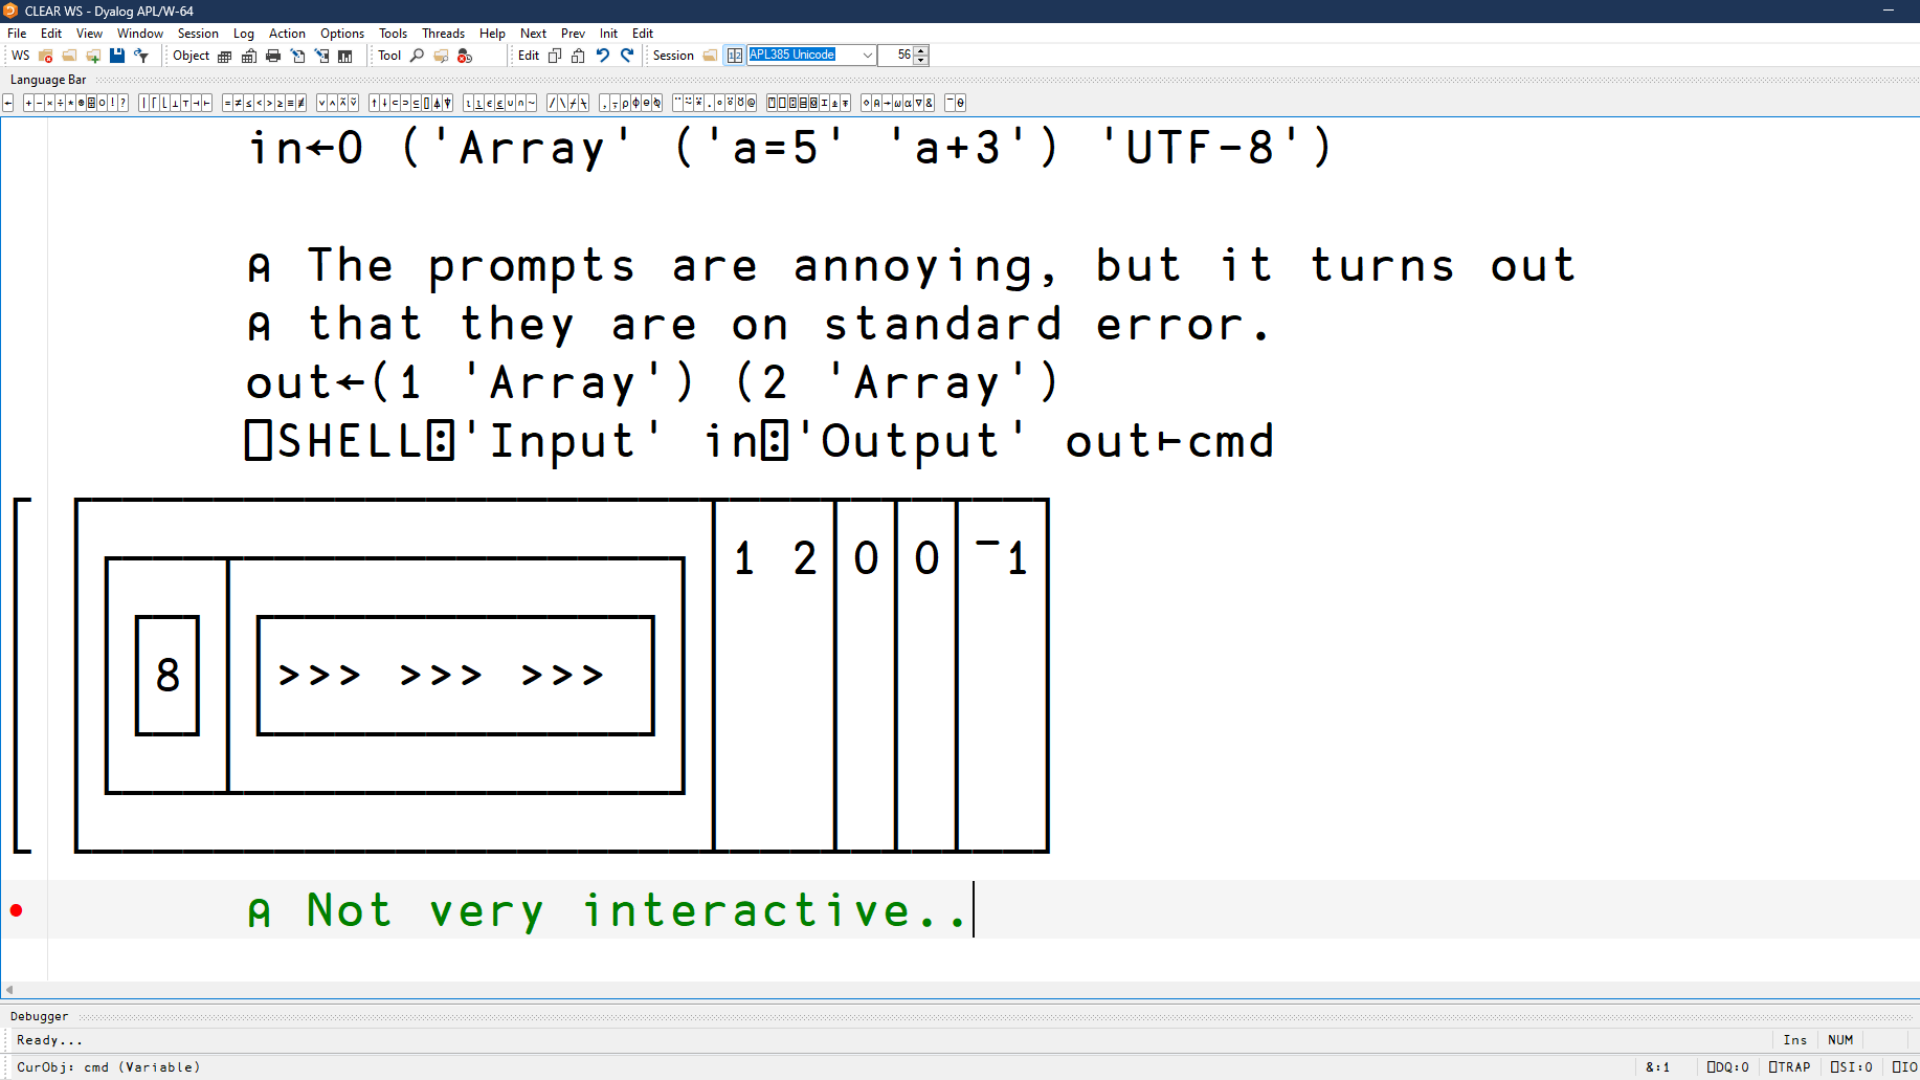 CLEAR WS - Dyalog APL/W-64
File Edit View Window Session Log Action Options Tools Threads Help Next Prev Init Edit
WS Object Tool Edit Session APL385 Unicode 56
Language Bar
in←0 ('Array' ('a=5' 'a+3') 'UTF-8')
⍝ The prompts are annoying, but it turns out
⍝ that they are on standard error.
out←(1 'Array') (2 'Array')
⎕SHELL⍠'Input' in⍠'Output' out⊢cmd
1 2 0 0 ¯1
8 >>> >>> >>>
⍝ Not very interactive..
Debugger
Ready...
Ins NUM
CurObj: cmd (Variable)
&:1 ⎕DQ:0 ⎕TRAP ⎕SI:0 ⎕IO